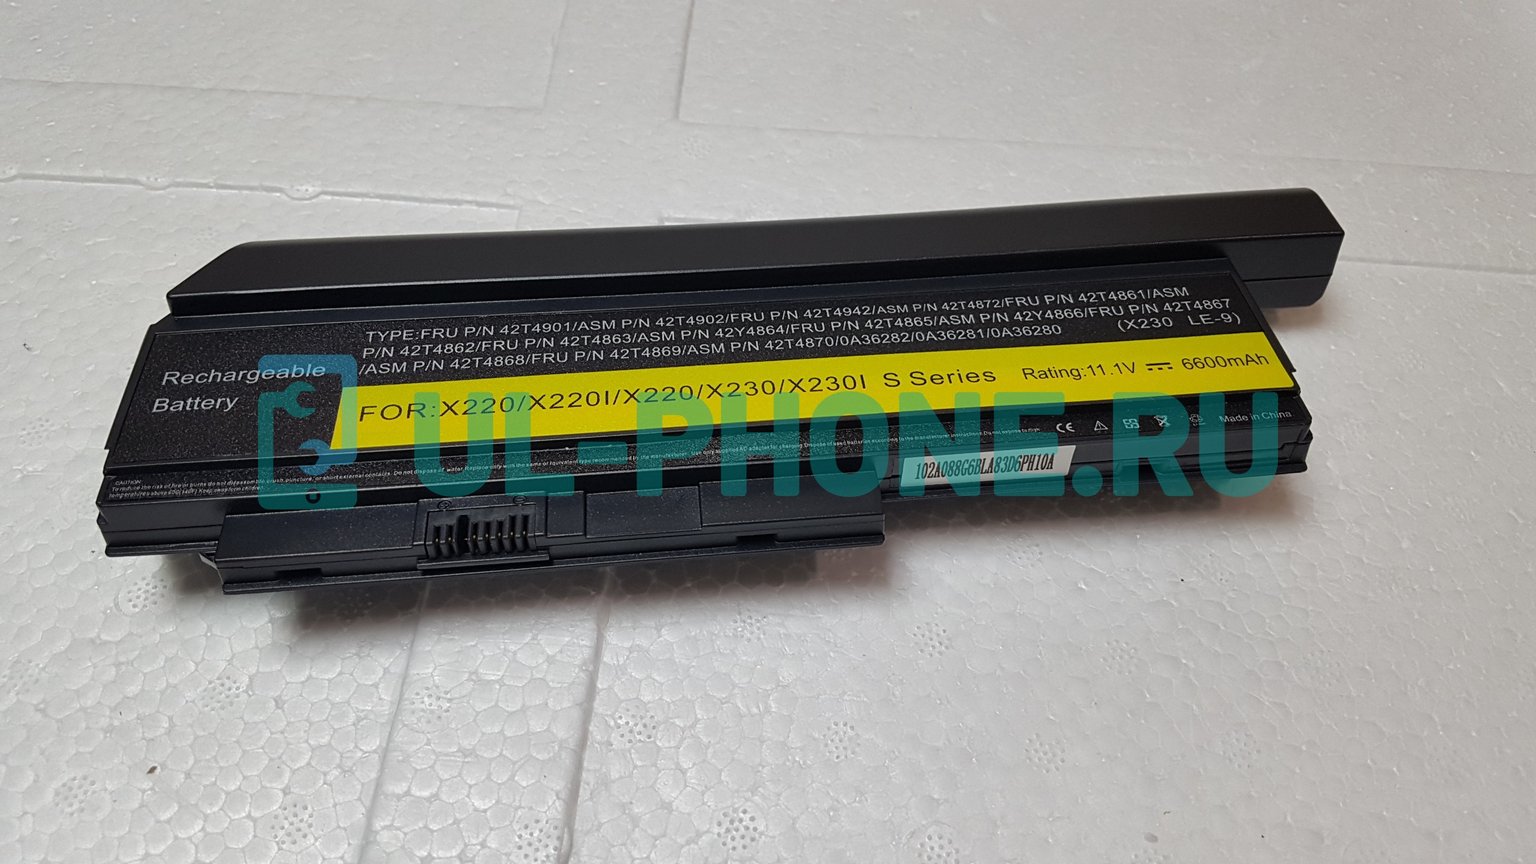 TYPE:FRU P/N 42T4901/ASM P/N 42T4902/FRU P/N 42T4942/ASM P/N 42T4872/FRU P/N 42T4861/ASM
P/N 42T4862/FRU P/N 42T4863/ASM P/N 42Y4864/FRU P/N 42T4865/ASM P/N 42Y4866/FRU P/N 42T4867
/ASM P/N 42T4868/FRU P/N 42T4869/ASM P/N 42T4870/0A36282/0A36281/0A36280 (X230 LE-9)
Rechargeable
Battery
FOR:X220/X220I/X220/X230/X230I S Series Rating:11.1V 6600mAh
UL-PHONE.RU
CE
Made in China
CAUTION:
102A088G6BLA83D6PH10A